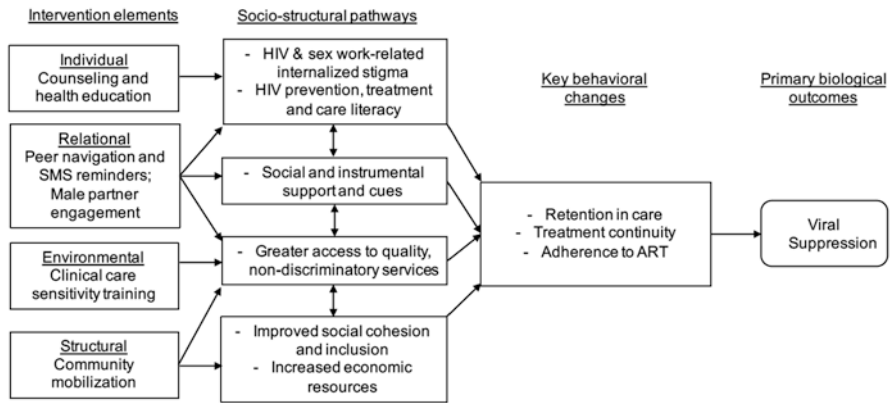 Intervention elements
Individual
Counseling and
health education
Relational
Peer navigation and
SMS reminders;
Male partner
engagement
Environmental
Clinical care
sensitivity training
Structural
Community
mobilization
Socio-structural pathways
- HIV & sex work-related
internalized stigma
- HIV prevention, treatment
and care literacy
- Social and instrumental
support and cues
- Greater access to quality,
non-discriminatory services
- Improved social cohesion
and inclusion
- Increased economic
resources
Key behavioral
changes
- Retention in care
- Treatment continuity
- Adherence to ART
Primary biological
outcomes
Viral
Suppression